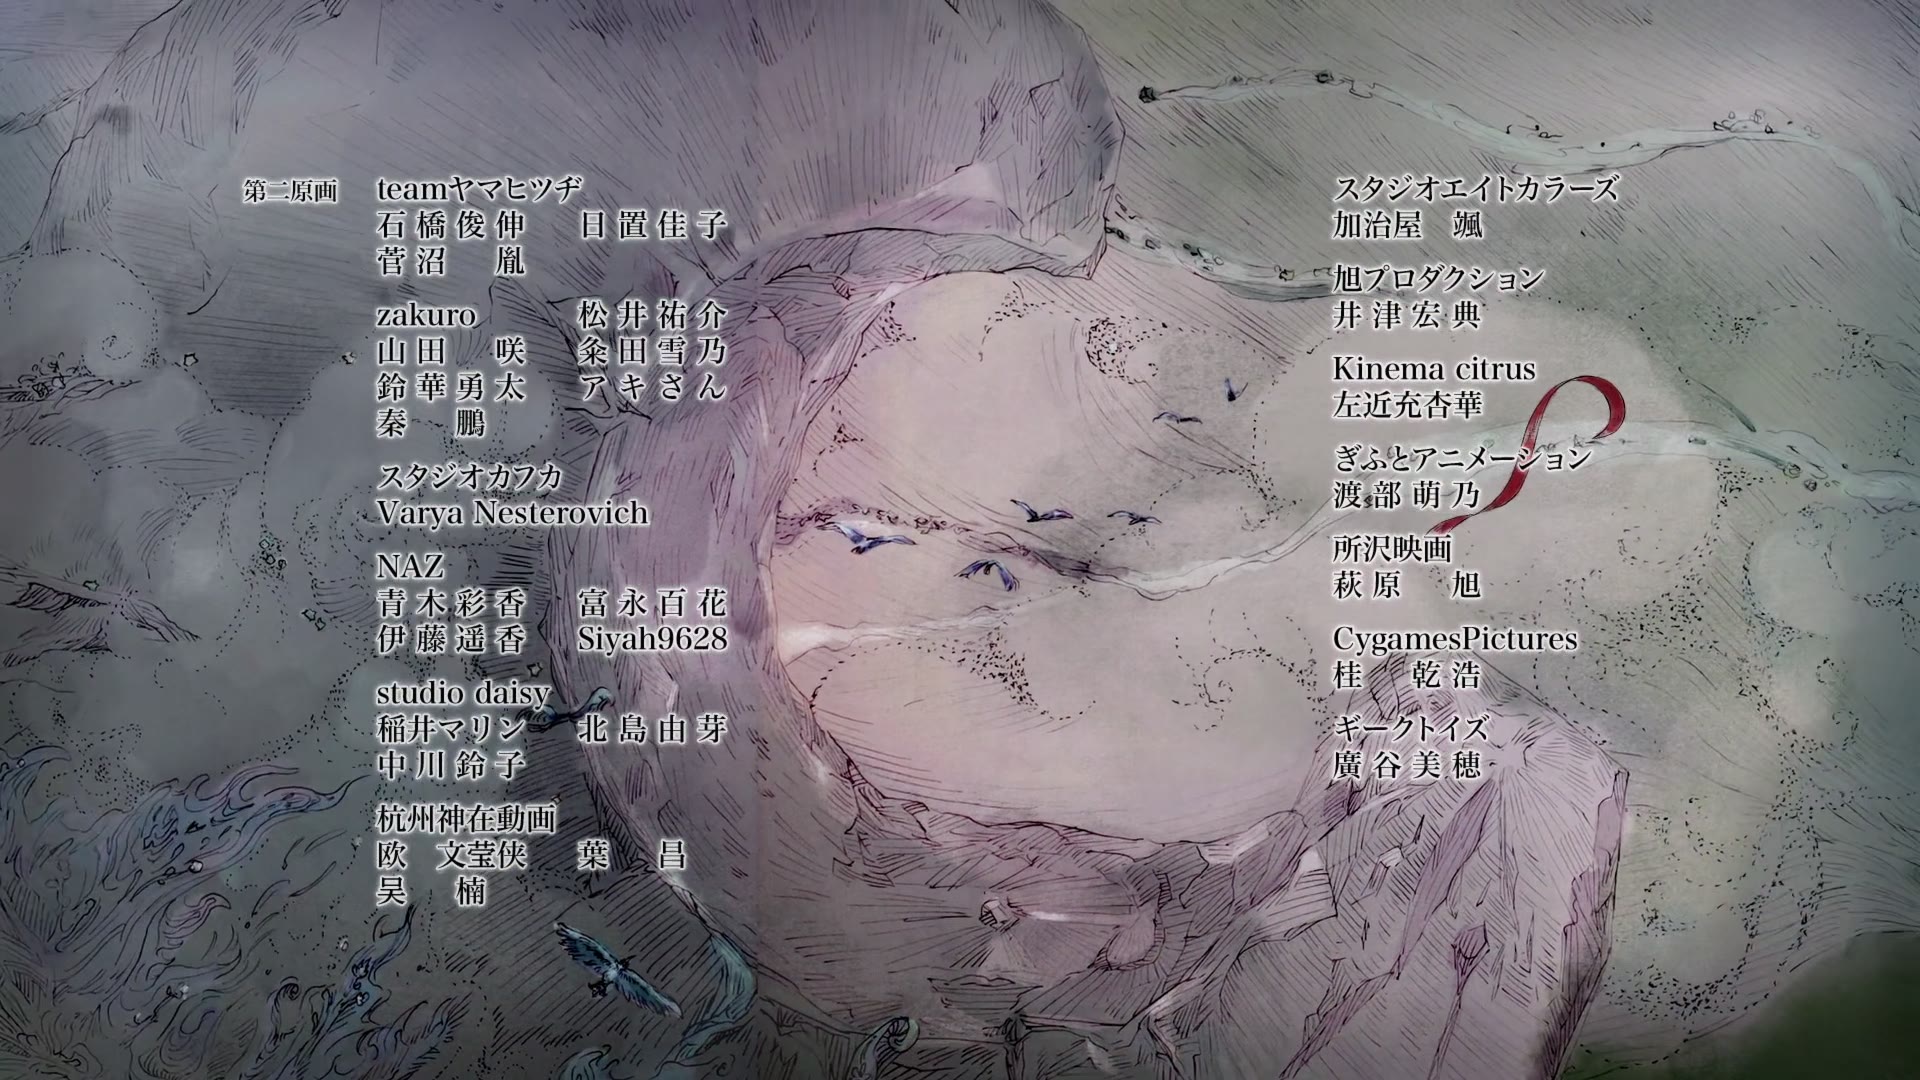 第二原画 teamヤマヒツヂ
石橋俊伸 日置佳子
菅沼 胤
zakuro 松井祐介
山田 咲 粂田雪乃
鈴華勇太 アキさん
秦 鵬
スタジオカフカ
Varya Nesterovich
NAZ
青木彩香 富永百花
伊藤遥香 Siyah9628
studio daisy
稲井マリン 北島由芽
中川鈴子
杭州神在動画
欧 文莹侠 葉 昌
吴 楠
スタジオエイトカラーズ
加治屋 颯
旭プロダクション
井津宏典
Kinema citrus
左近充杏華
ぎふとアニメーション
渡部萌乃
所沢映画
萩原 旭
CygamesPictures
桂 乾浩
ギークトイズ
廣谷美穂